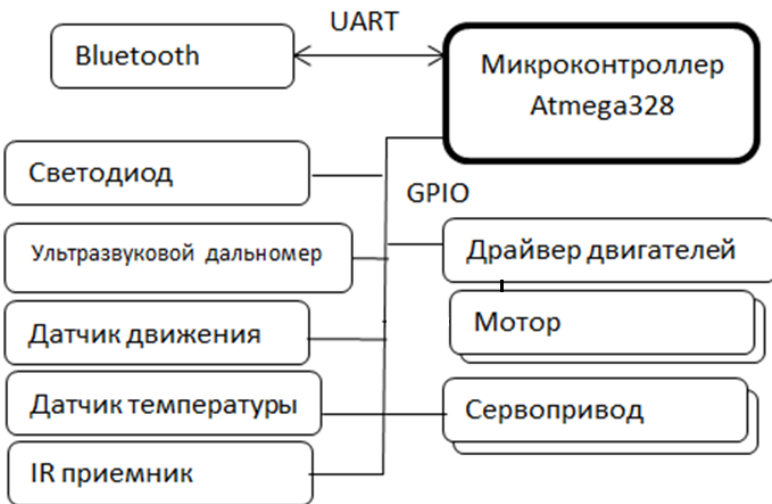 UART
Bluetooth
Микроконтроллер
Atmega328
Светодиод
GPIO
Ультразвуковой дальномер
Драйвер двигателей
Датчик движения
Мотор
Датчик температуры
Сервопривод
IR приемник